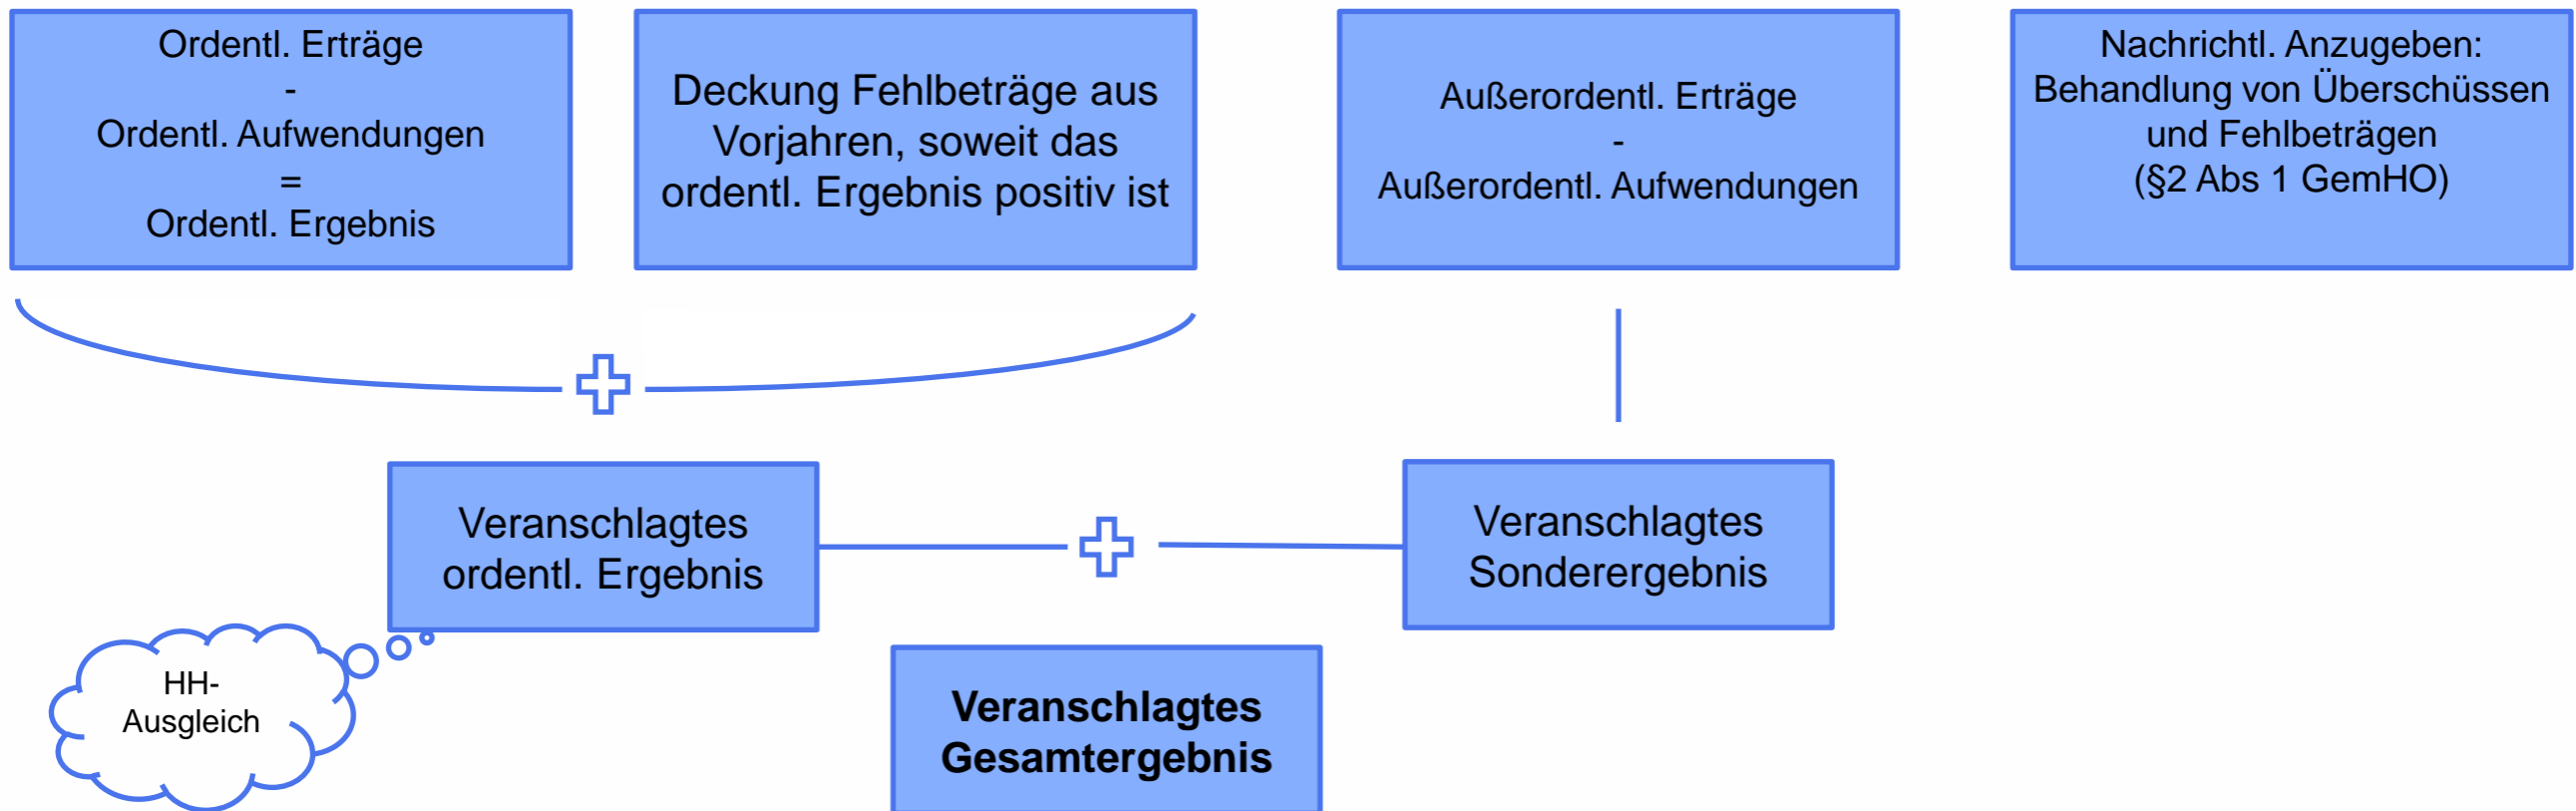 Ordentl. Erträge
-
Ordentl. Aufwendungen
=
Ordentl. Ergebnis
Deckung Fehlbeträge aus
Vorjahren, soweit das
ordentl. Ergebnis positiv ist
Außerordentl. Erträge
-
Außerordentl. Aufwendungen
Nachrichtl. Anzugeben:
Behandlung von Überschüssen
und Fehlbeträgen
(§2 Abs 1 GemHO)
Veranschlagtes
ordentl. Ergebnis
Veranschlagtes
Sonderergebnis
HH-
Ausgleich
Veranschlagtes
Gesamtergebnis